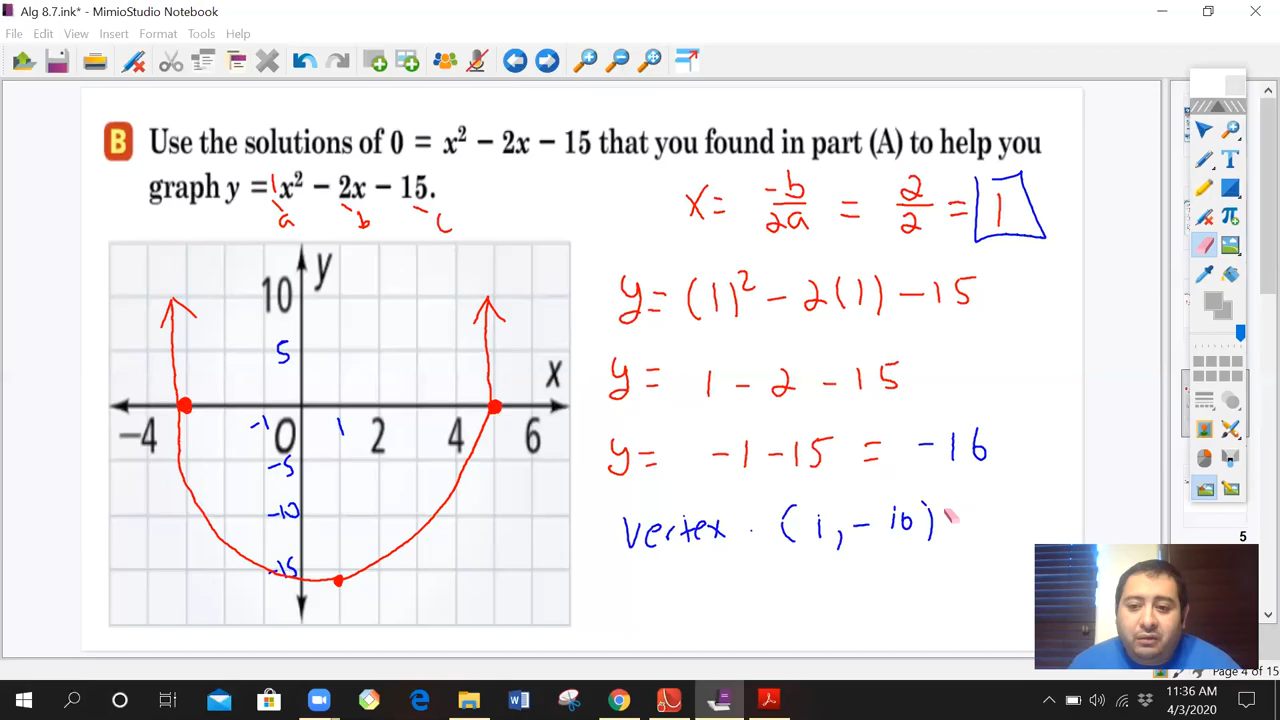 Alg 8.7.ink* - MimioStudio Notebook
File Edit View Insert Format Tools Help
B Use the solutions of 0 = x² − 2x − 15 that you found in part (A) to help you
graph y = 1x² − 2x − 15.
a b c
x = -b/2a = 2/2 = 1
y = (1)² - 2(1) - 15
y = 1 - 2 - 15
y = -1 - 15 = -16
vertex. (1, -16)
y
10
5
x
-4 -1 O 1 2 4 6
-5
-10
-15
5
Page 4 of 15
11:36 AM
4/3/2020